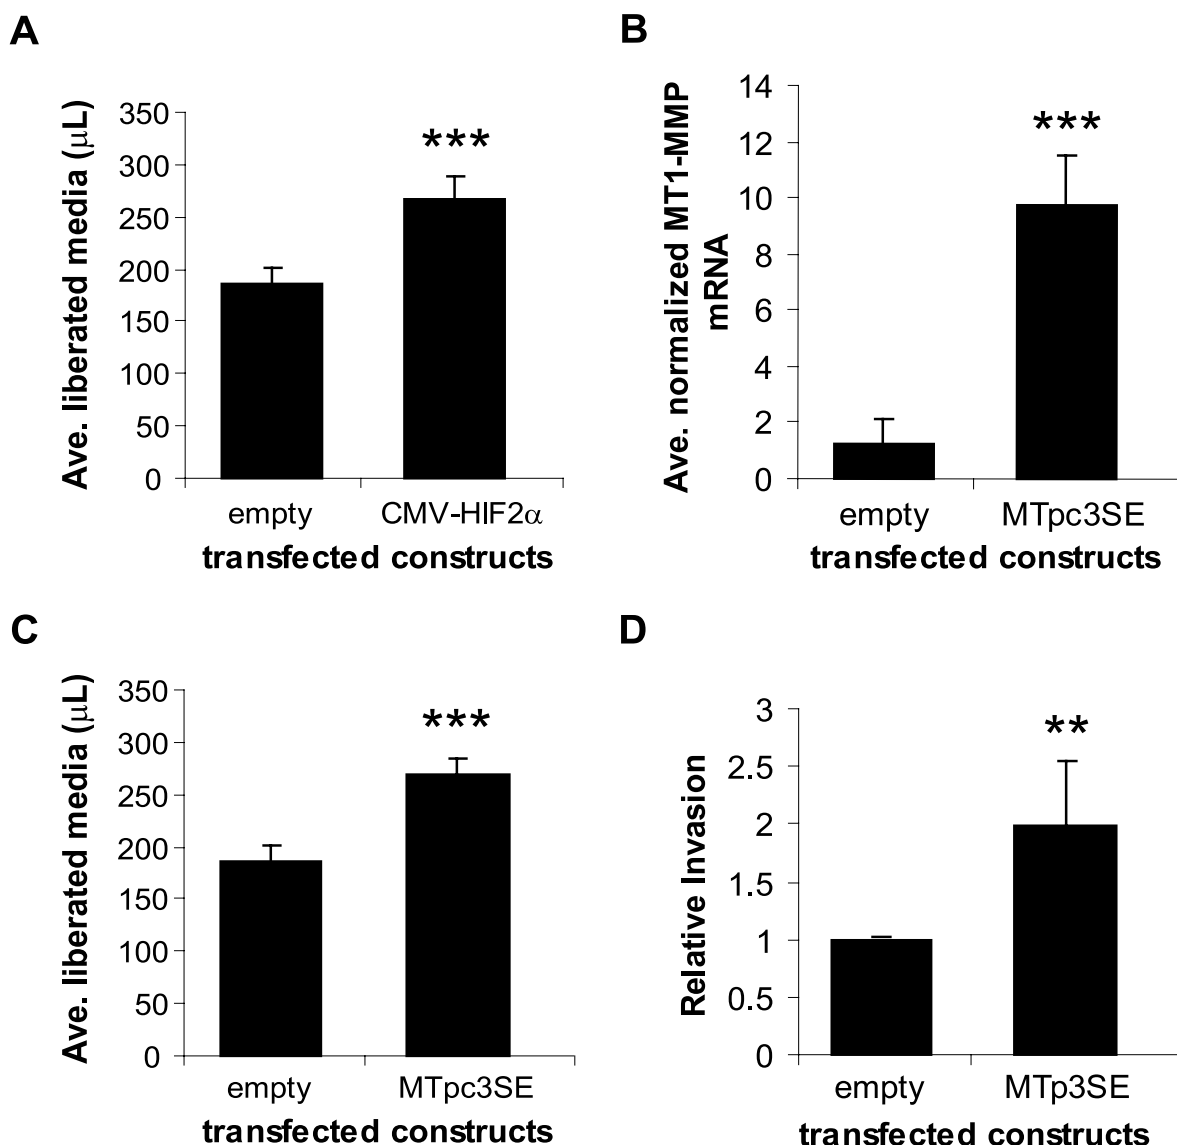 A
Ave. liberated media (μL)
350
300
250
200
150
100
50
0
***
empty
CMV-HIF2α
transfected constructs
B
Ave. normalized MT1-MMP
mRNA
14
12
10
8
6
4
2
0
***
empty
MTpc3SE
transfected constructs
C
Ave. liberated media (μL)
350
300
250
200
150
100
50
0
***
empty
MTpc3SE
transfected constructs
D
Relative Invasion
3
2.5
2
1.5
1
0.5
0
**
empty
MTp3SE
transfected constructs